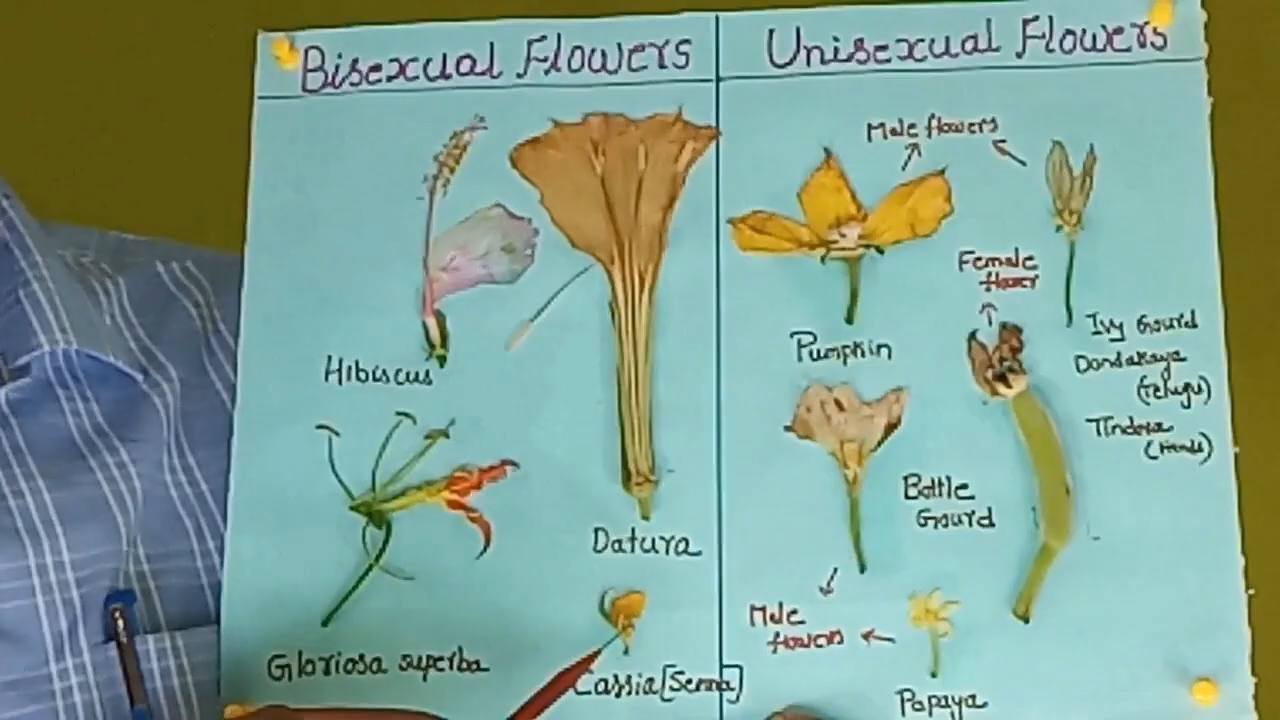 Bisexual Flowers
Hibiscus
Datura
Gloriosa superba
Cassia [Senna]
Unisexual Flowers
Male flowers
Pumpkin
Female
flower
Ivy Gourd
Dondakaya
(Telugu)
Tindora
(Hindi)
Bottle
Gourd
Male
flowers
Papaya